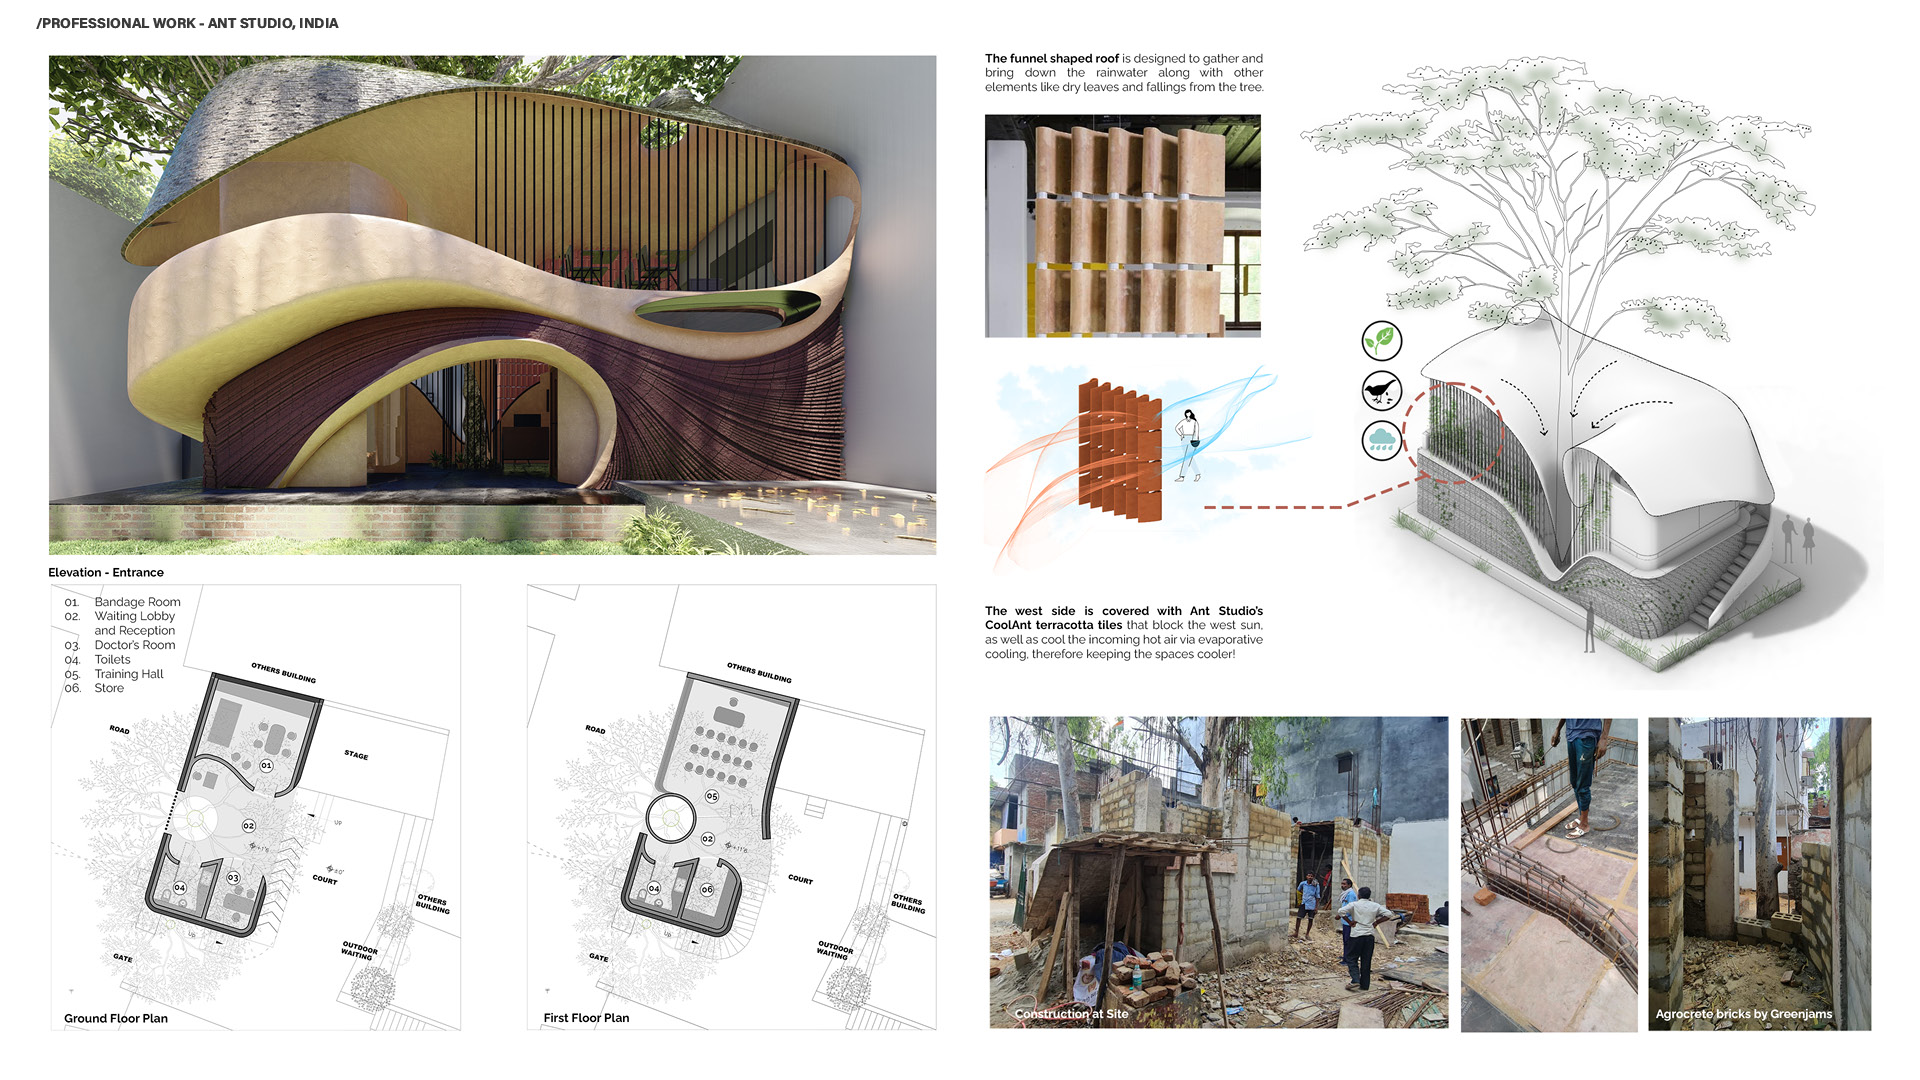 /PROFESSIONAL WORK - ANT STUDIO, INDIA
Elevation - Entrance
01. Bandage Room
02. Waiting Lobby
and Reception
03. Doctor's Room
04. Toilets
05. Training Hall
06. Store
OTHERS BUILDING
ROAD
STAGE
01
02
UP
+1'6
±0'
03
04
COURT
OTHERS
BUILDING
UP
OUTDOOR
WAITING
GATE
Ground Floor Plan
OTHERS BUILDING
ROAD
05
02
04
06
COURT
OTHERS
BUILDING
UP
OUTDOOR
WAITING
GATE
First Floor Plan
The funnel shaped roof is designed to gather and
bring down the rainwater along with other
elements like dry leaves and fallings from the tree.
The west side is covered with Ant Studio's
CoolAnt terracotta tiles that block the west sun,
as well as cool the incoming hot air via evaporative
cooling, therefore keeping the spaces cooler!
Construction at Site
Agrocrete bricks by Greenjams